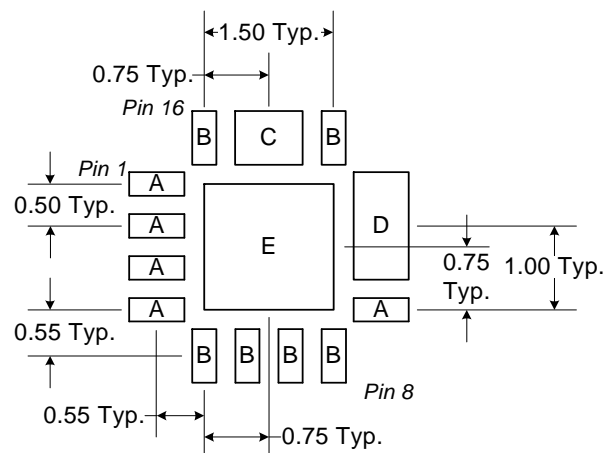 1.50 Typ.
0.75 Typ.
Pin 16
B
C
B
Pin 1
A
0.50 Typ.
A
E
D
A
0.75
Typ.
1.00 Typ.
A
A
0.55 Typ.
B
B
B
B
Pin 8
0.55 Typ.
0.75 Typ.